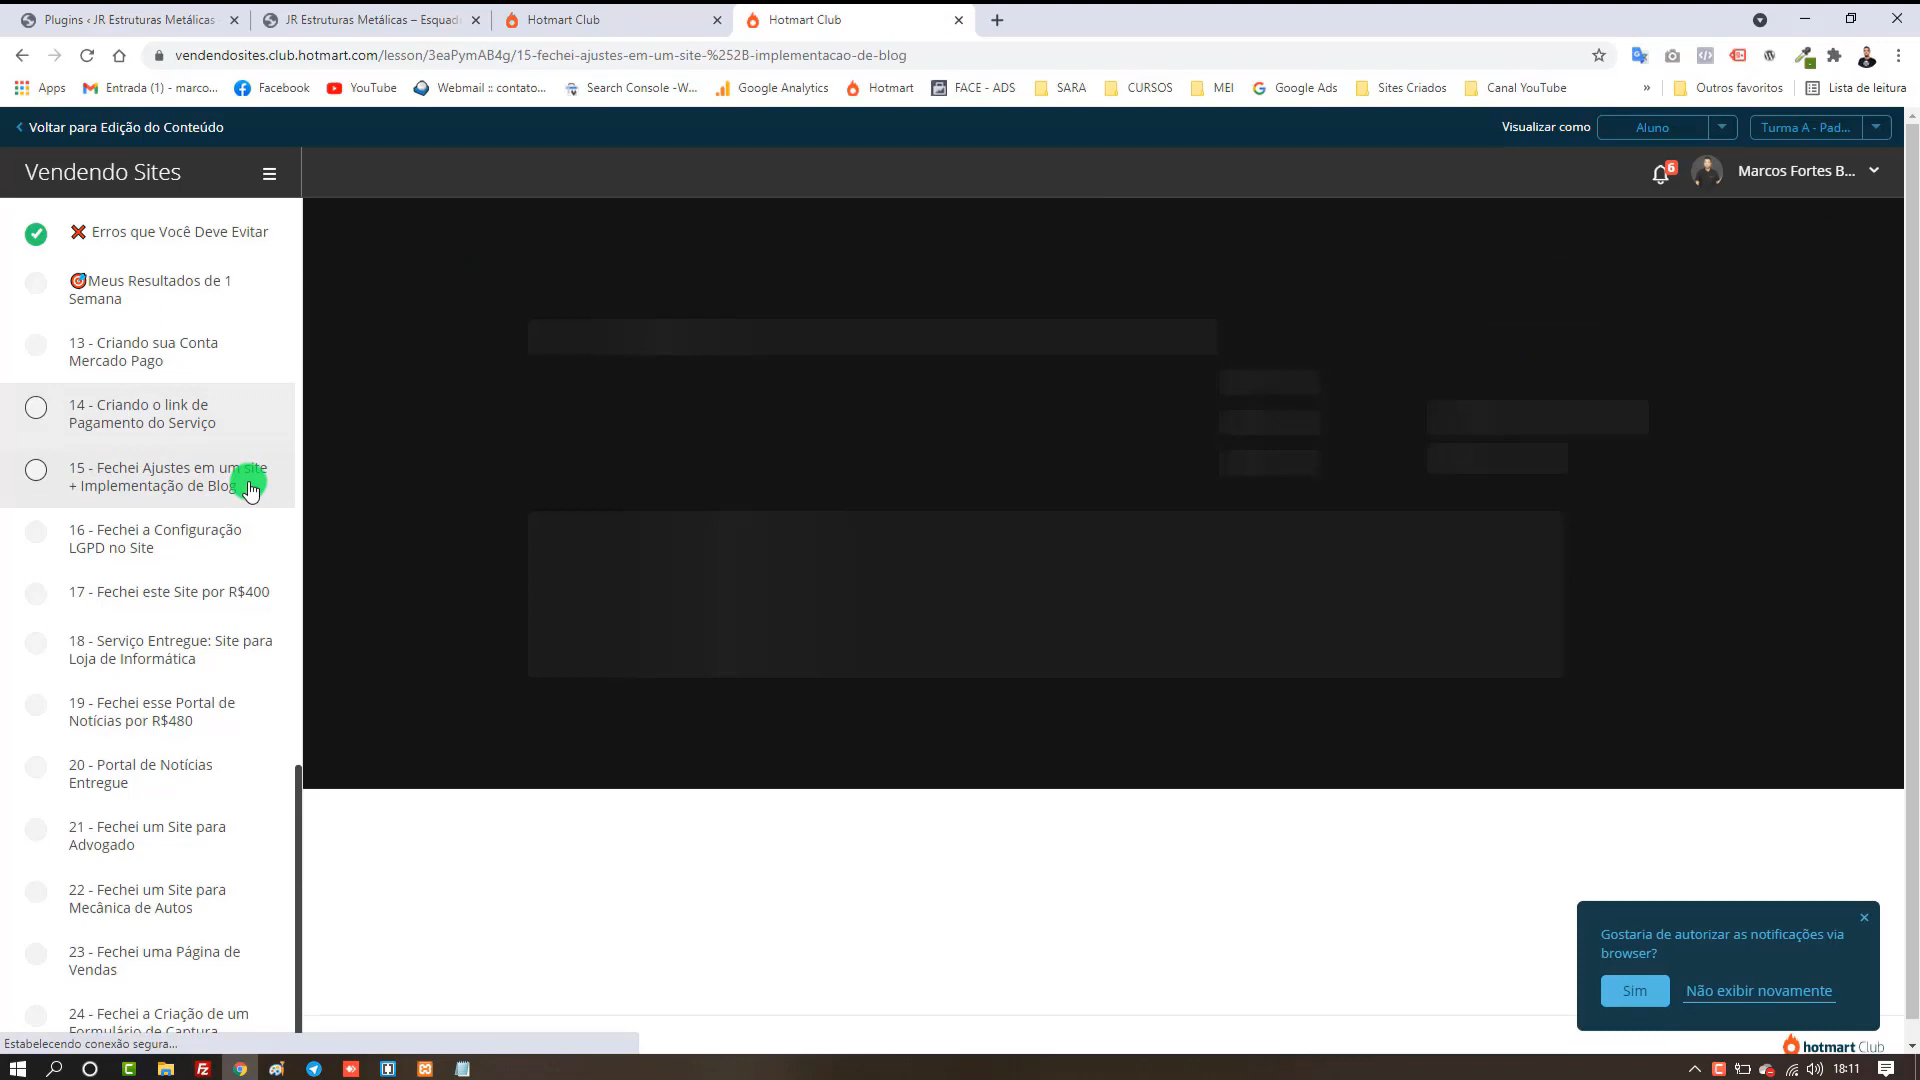 Plugins ‹ JR Estruturas Metálicas
JR Estruturas Metálicas – Esquad
Hotmart Club
Hotmart Club
vendendosites.club.hotmart.com/lesson/3eaPymAB4g/15-fechei-ajustes-em-um-site-%252B-implementacao-de-blog
Apps
Entrada (1) - marco...
Facebook
YouTube
Webmail :: contato...
Search Console -W...
Google Analytics
Hotmart
FACE - ADS
SARA
CURSOS
MEI
Google Ads
Sites Criados
Canal YouTube
»
Outros favoritos
Lista de leitura
Voltar para Edição do Conteúdo
Visualizar como
Aluno
Turma A - Pad...
Vendendo Sites
6
Marcos Fortes B...
Erros que Você Deve Evitar
Meus Resultados de 1
Semana
13 - Criando sua Conta
Mercado Pago
14 - Criando o link de
Pagamento do Serviço
15 - Fechei Ajustes em um site
+ Implementação de Blog
16 - Fechei a Configuração
LGPD no Site
17 - Fechei este Site por R$400
18 - Serviço Entregue: Site para
Loja de Informática
19 - Fechei esse Portal de
Notícias por R$480
20 - Portal de Notícias
Entregue
21 - Fechei um Site para
Advogado
22 - Fechei um Site para
Mecânica de Autos
23 - Fechei uma Página de
Vendas
24 - Fechei a Criação de um
Formulário de Captura
Gostaria de autorizar as notificações via
browser?
Sim
Não exibir novamente
Estabelecendo conexão segura...
hotmart Club
18:11